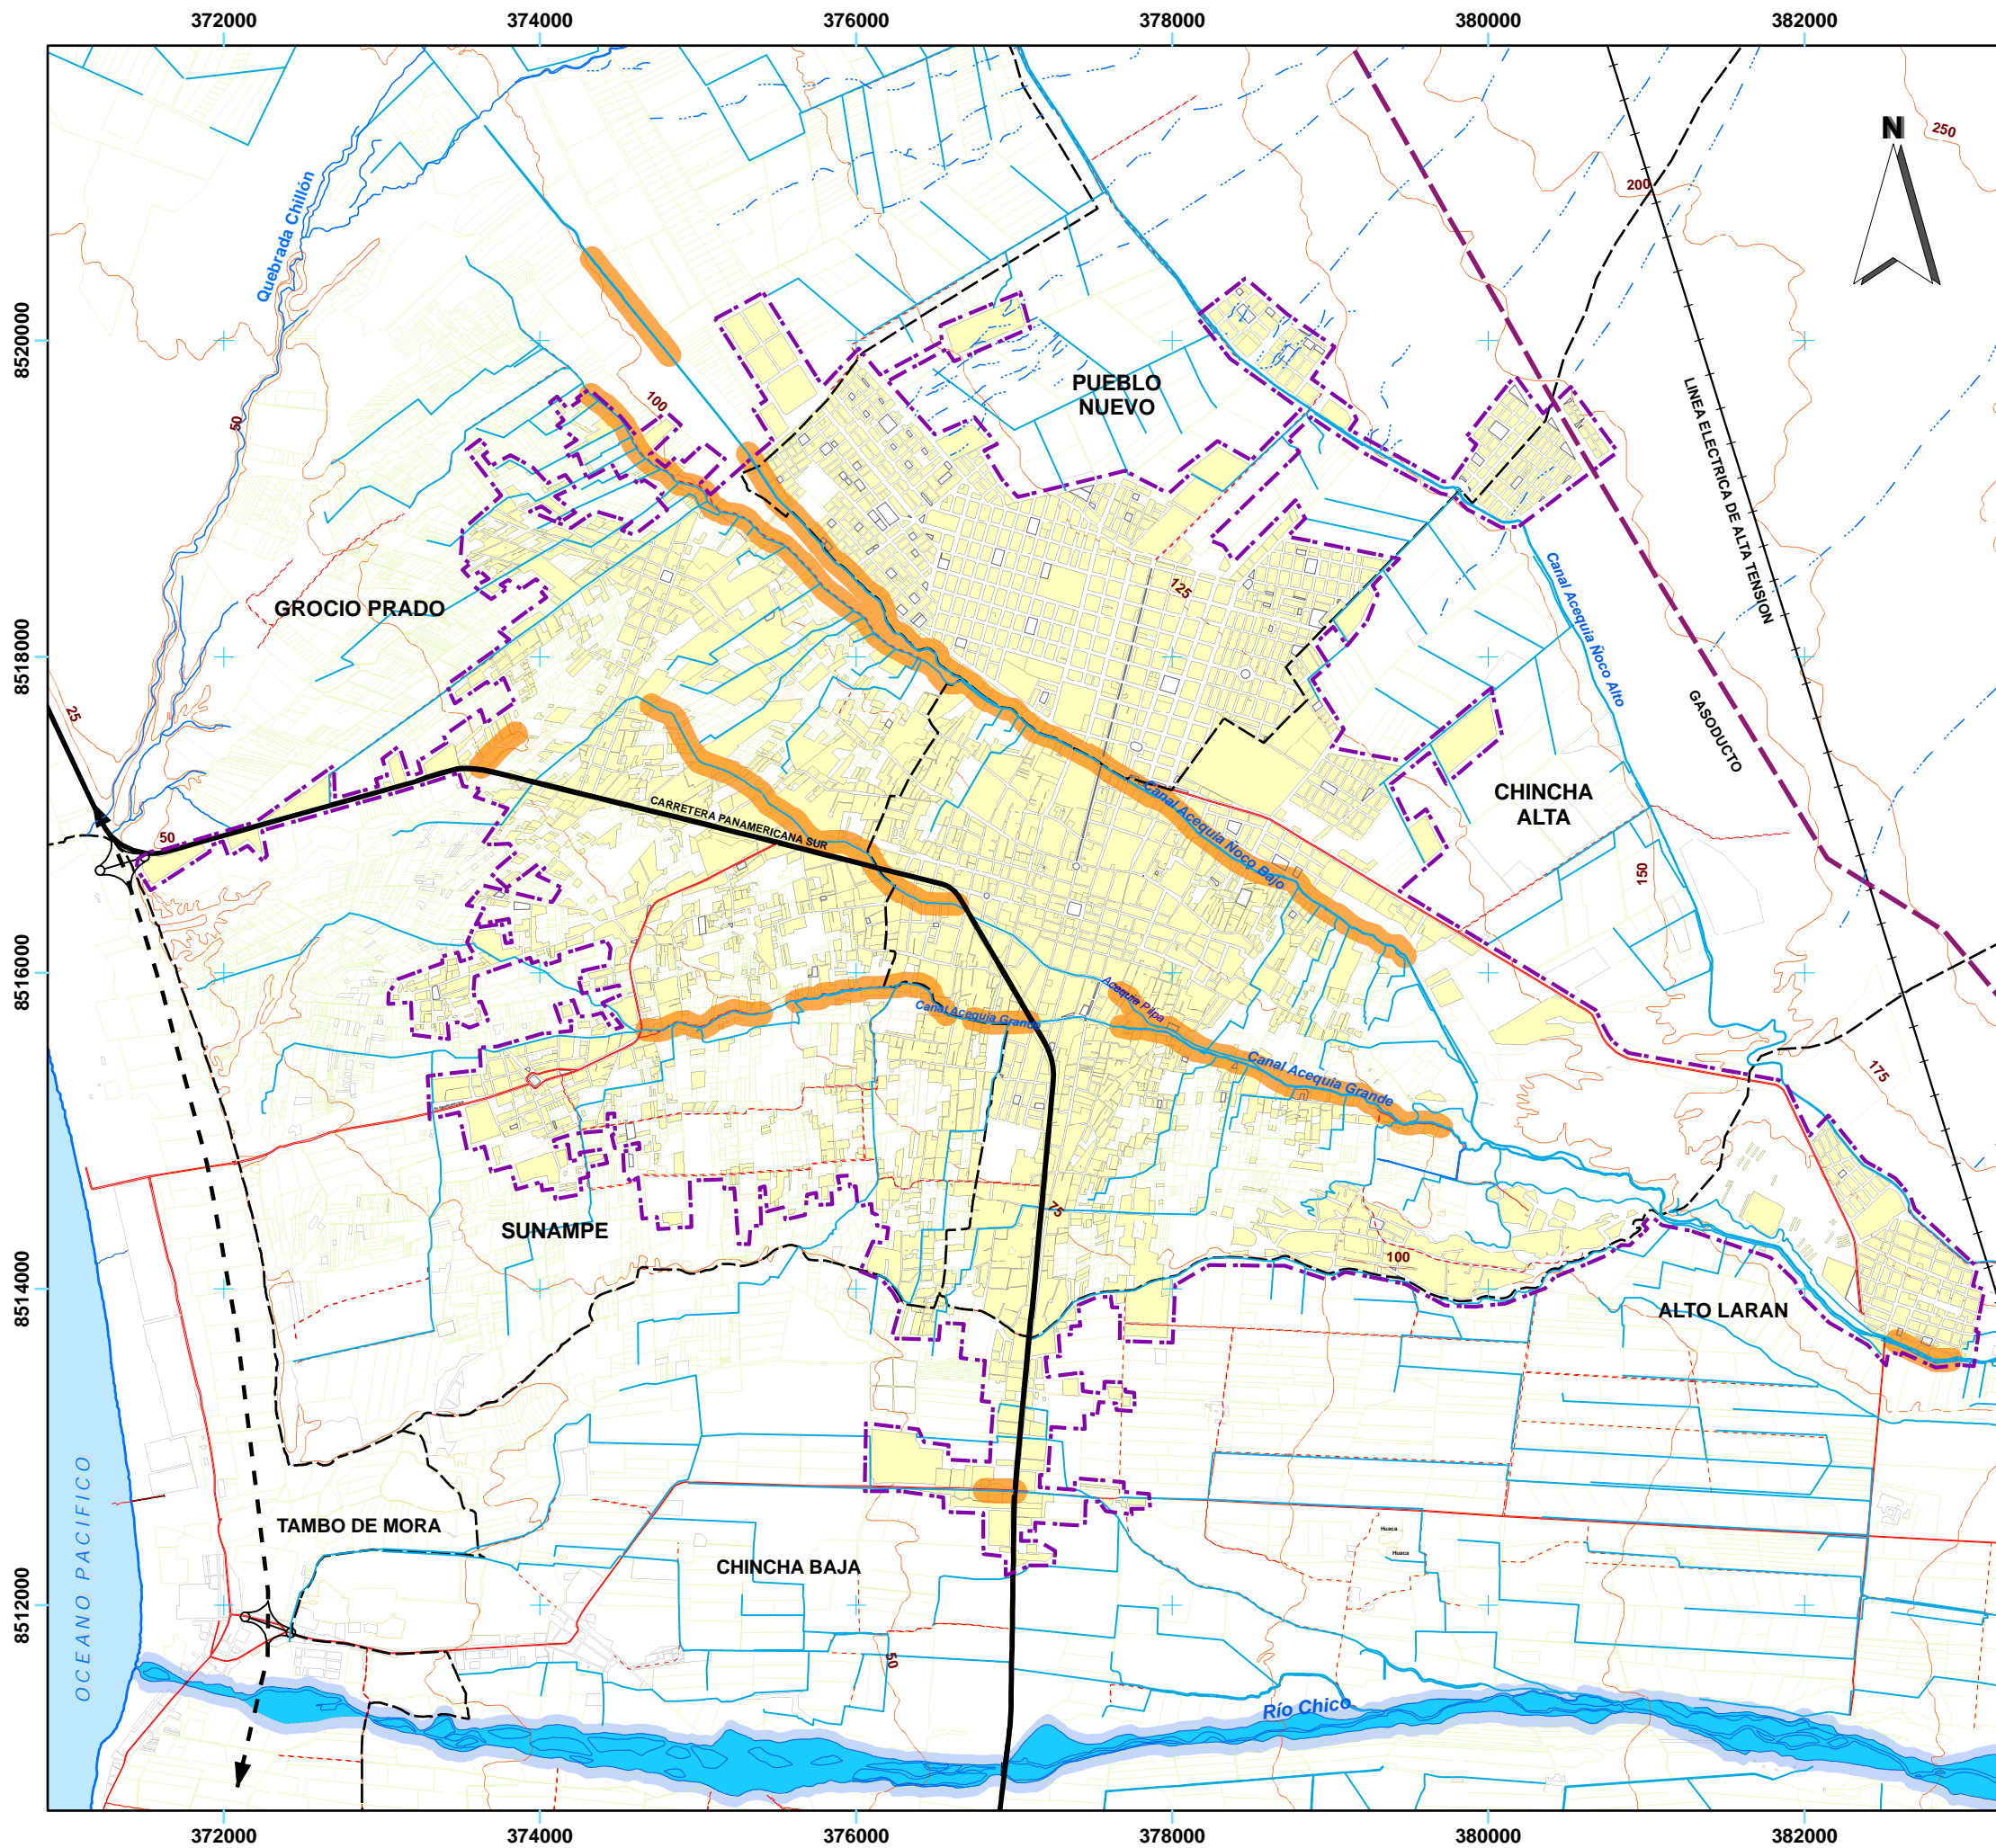 372000
374000
376000
378000
380000
382000
8520000
8518000
8516000
8514000
8512000
N
250
200
Quebrada Chillón
50
100
PUEBLO
NUEVO
LINEA ELECTRICA DE ALTA TENSION
125
GROCIO PRADO
Canal Acequia Ñoco Alto
25
GASODUCTO
CARRETERA PANAMERICANA SUR
Canal Acequia Ñoco Bajo
CHINCHA
ALTA
50
150
Acequia Pilpa
Canal Acequia Grande
Canal Acequia Grande
175
SUNAMPE
75
100
ALTO LARAN
OCEANO PACIFICO
TAMBO DE MORA
Huaca
Huaca
CHINCHA BAJA
50
Río Chico
372000
374000
376000
378000
380000
382000